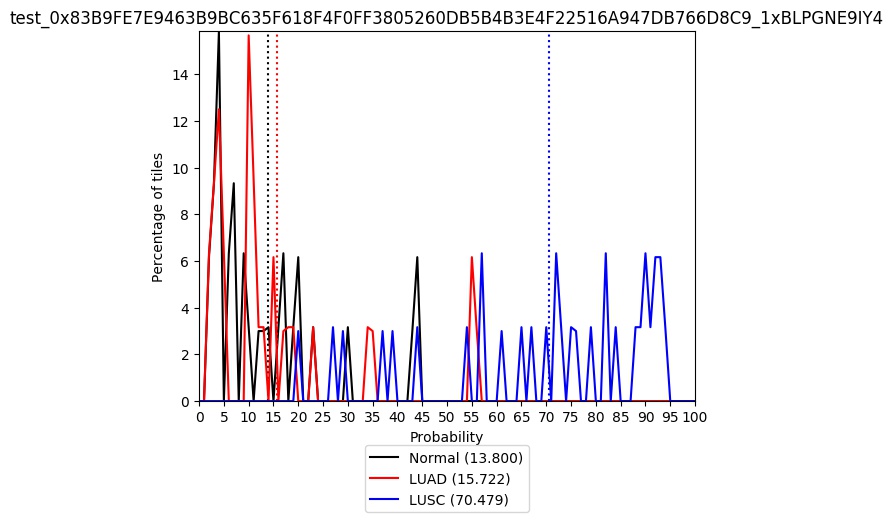 test_0x83B9FE7E9463B9BC635F618F4F0FF3805260DB5B4B3E4F22516A947DB766D8C9_1xBLPGNE9IY4
14
12
10
8
6
4
2
0
Percentage of tiles
0 5 10 15 20 25 30 35 40 45 50 55 60 65 70 75 80 85 90 95 100
Probability
Normal (13.800)
LUAD (15.722)
LUSC (70.479)